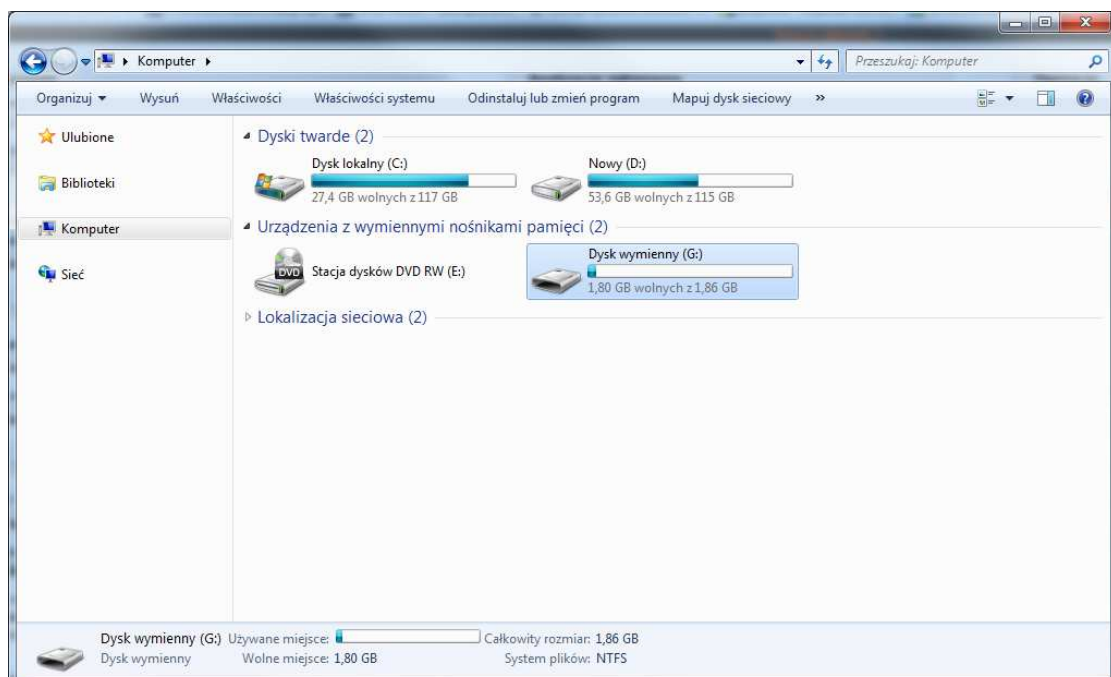 Komputer
Przeszukaj: Komputer
Organizuj Wysuń Właściwości Właściwości systemu Odinstaluj lub zmień program Mapuj dysk sieciowy »
Ulubione
Biblioteki
Komputer
Sieć
Dyski twarde (2)
Dysk lokalny (C:)
27,4 GB wolnych z 117 GB
Nowy (D:)
53,6 GB wolnych z 115 GB
Urządzenia z wymiennymi nośnikami pamięci (2)
DVD
Stacja dysków DVD RW (E:)
Dysk wymienny (G:)
1,80 GB wolnych z 1,86 GB
Lokalizacja sieciowa (2)
Dysk wymienny (G:) Używane miejsce: Całkowity rozmiar: 1,86 GB
Dysk wymienny Wolne miejsce: 1,80 GB System plików: NTFS